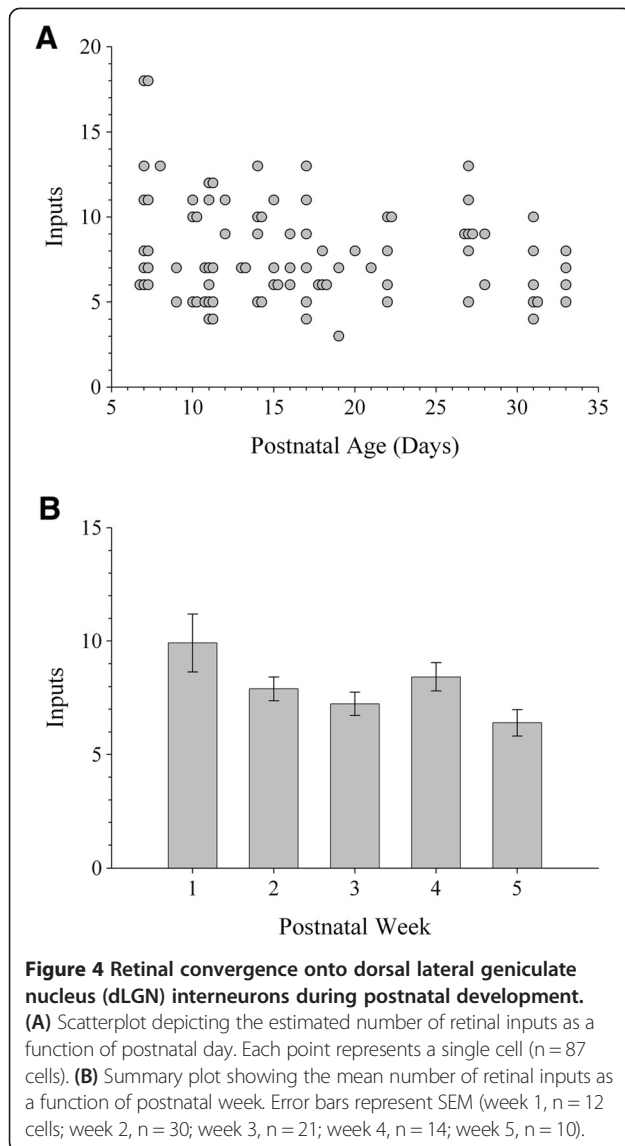 A
20
15
10
5
0
Inputs
5 10 15 20 25 30 35
Postnatal Age (Days)
B
15
10
5
0
Inputs
1 2 3 4 5
Postnatal Week
Figure 4 Retinal convergence onto dorsal lateral geniculate
nucleus (dLGN) interneurons during postnatal development.
(A) Scatterplot depicting the estimated number of retinal inputs as a
function of postnatal day. Each point represents a single cell (n = 87
cells). (B) Summary plot showing the mean number of retinal inputs as
a function of postnatal week. Error bars represent SEM (week 1, n = 12
cells; week 2, n = 30; week 3, n = 21; week 4, n = 14; week 5, n = 10).